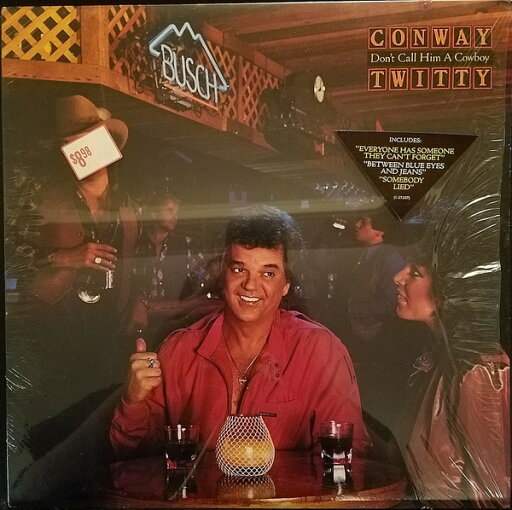 BUSCH
CONWAY
Don't Call Him A Cowboy
TWITTY
$8.98
INCLUDES:
"EVERYONE HAS SOMEONE
THEY CAN'T FORGET"
"BETWEEN BLUE EYES
AND JEANS"
"SOMEBODY
LIED"